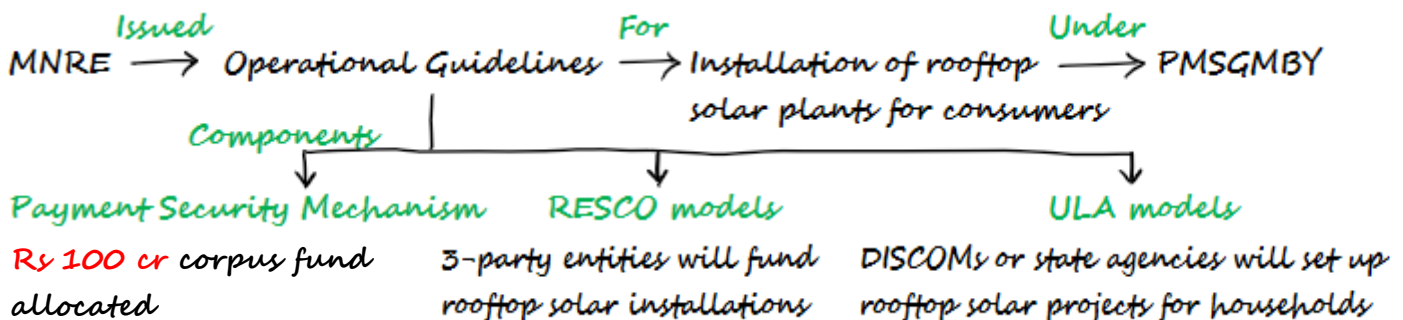 Issued For Under
MNRE → Operational Guidelines → Installation of rooftop → PMSGMBY
solar plants for consumers
Components
Payment Security Mechanism RESCO models ULA models
Rs 100 cr corpus fund 3-party entities will fund DISCOMs or state agencies will set up
allocated rooftop solar installations rooftop solar projects for households